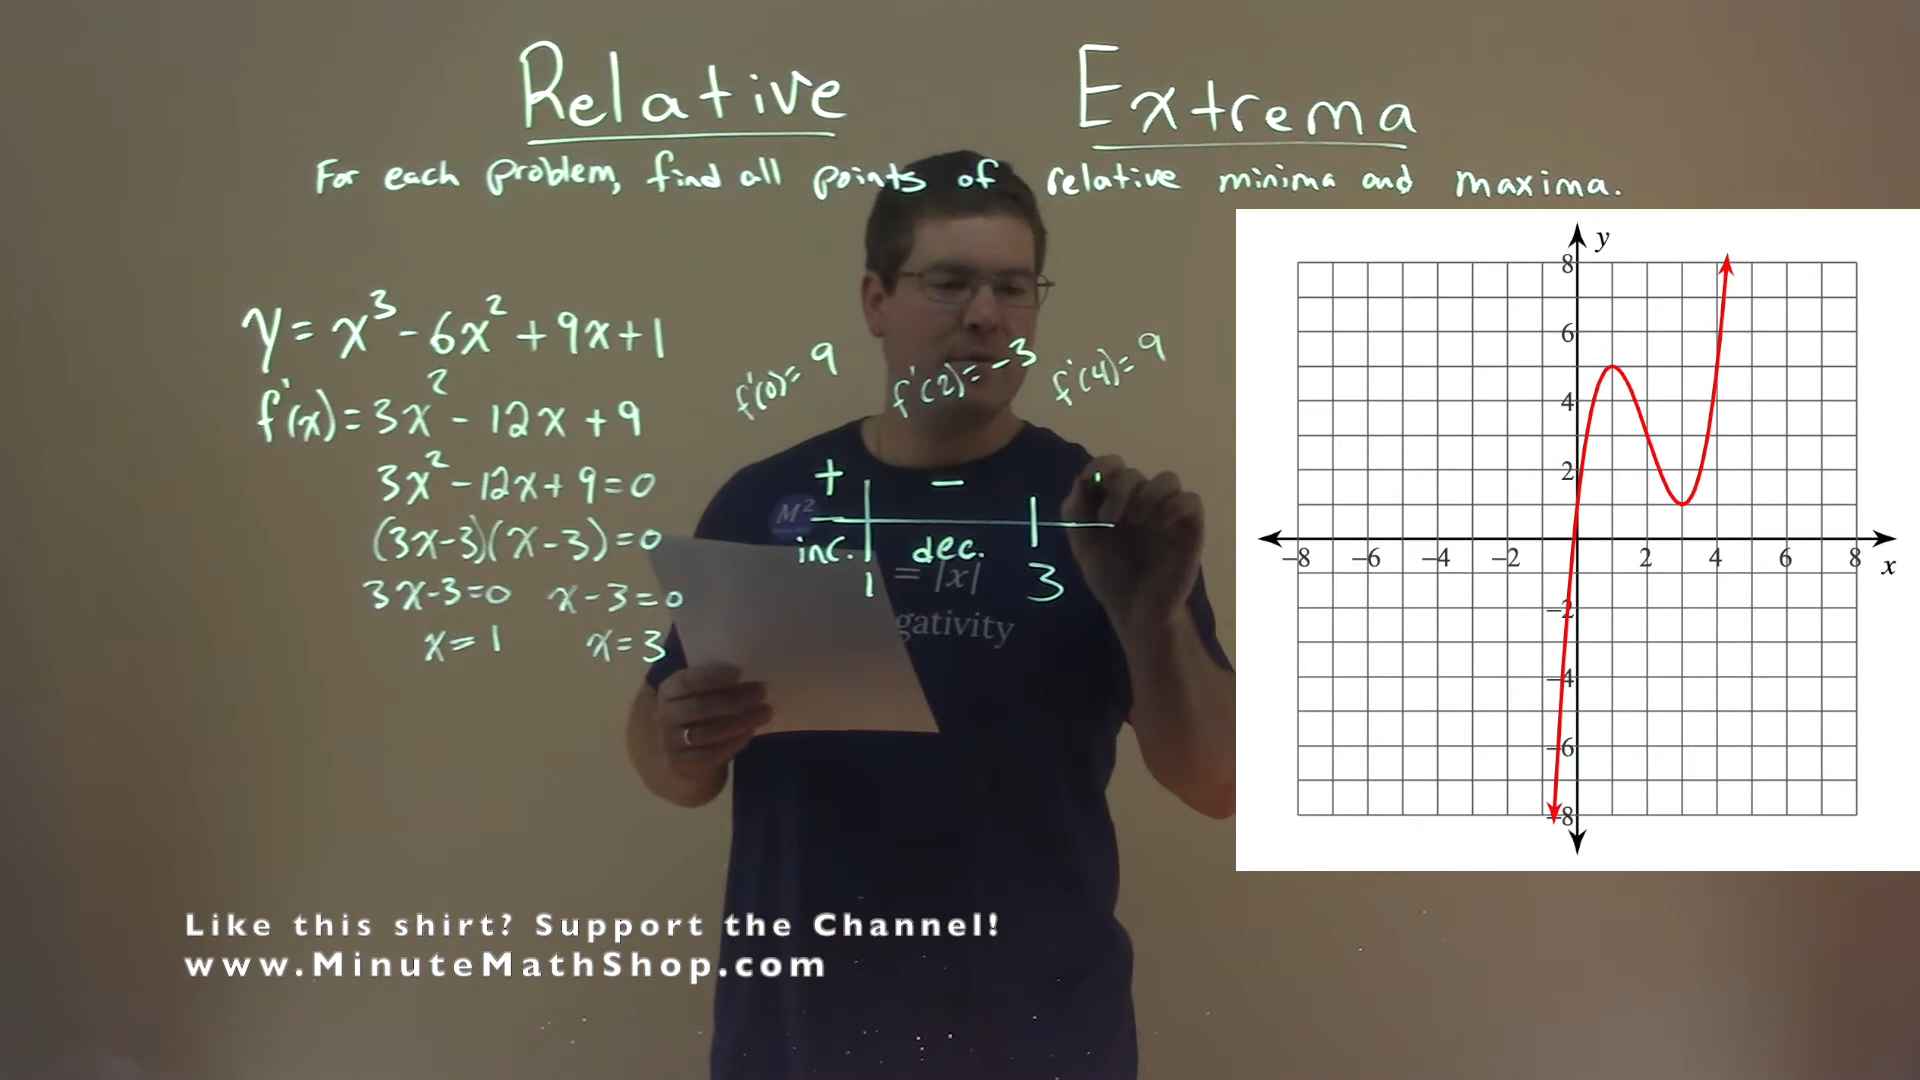 Relative Extrema
For each problem, find all points of relative minima and maxima.
y = x³ - 6x² + 9x + 1
f'(x) = 3x² - 12x + 9
3x² - 12x + 9 = 0
(3x-3)(x-3) = 0
3x-3=0 x-3=0
x=1 x=3
f'(0)= 9 f'(2)= -3 f'(4)= 9
+ -
inc. dec.
1 3
M²
= |x|
gativity
y
8
6
4
2
-8 -6 -4 -2 2 4 6 8
x
-2
-4
-6
-8
Like this shirt? Support the Channel!
www.MinuteMathShop.com